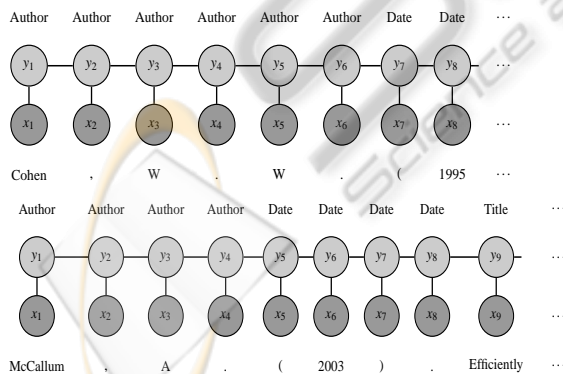 Author Author Author Author Author Author Date Date ...
y1 y2 y3 y4 y5 y6 y7 y8 ...
x1 x2 x3 x4 x5 x6 x7 x8 ...
Cohen , W . W . ( 1995 ...
Author Author Author Author Date Date Date Date Title ...
y1 y2 y3 y4 y5 y6 y7 y8 y9 ...
x1 x2 x3 x4 x5 x6 x7 x8 x9 ...
McCallum , A . ( 2003 ) . Efficiently ...
Science a